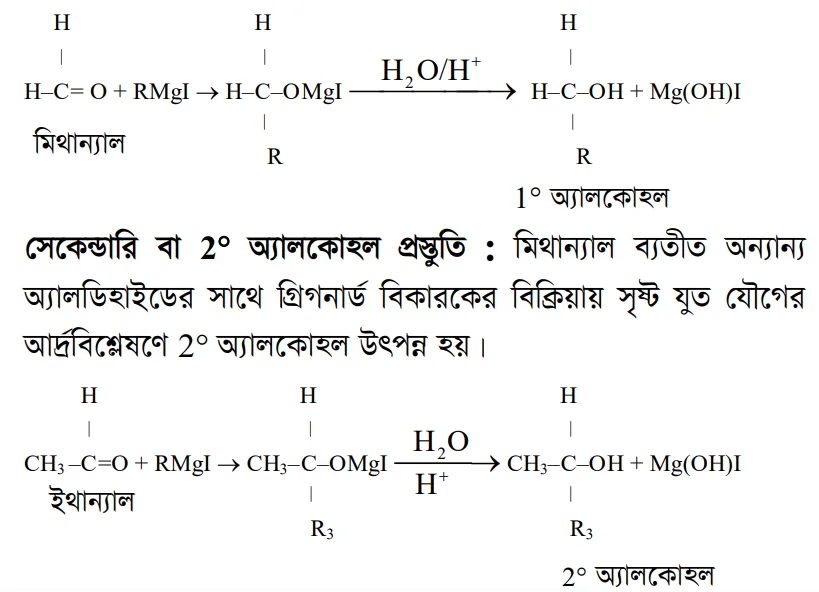 H H H
| | |
H–C= O + RMgI → H–C–OMgI H₂O/H⁺ → H–C–OH + Mg(OH)I
| |
মিথান্যাল R R
1° অ্যালকোহল
সেকেন্ডারি বা 2° অ্যালকোহল প্রস্তুতি : মিথান্যাল ব্যতীত অন্যান্য
অ্যালডিহাইডের সাথে গ্রিগনার্ড বিকারকের বিক্রিয়ায় সৃষ্ট যুত যৌগের
আর্দ্রবিশ্লেষণে 2° অ্যালকোহল উৎপন্ন হয়।
H H H
| | |
CH₃ –C=O + RMgI → CH₃–C–OMgI H₂O H⁺ → CH₃–C–OH + Mg(OH)I
ইথান্যাল | |
R₃ R₃
2° অ্যালকোহল